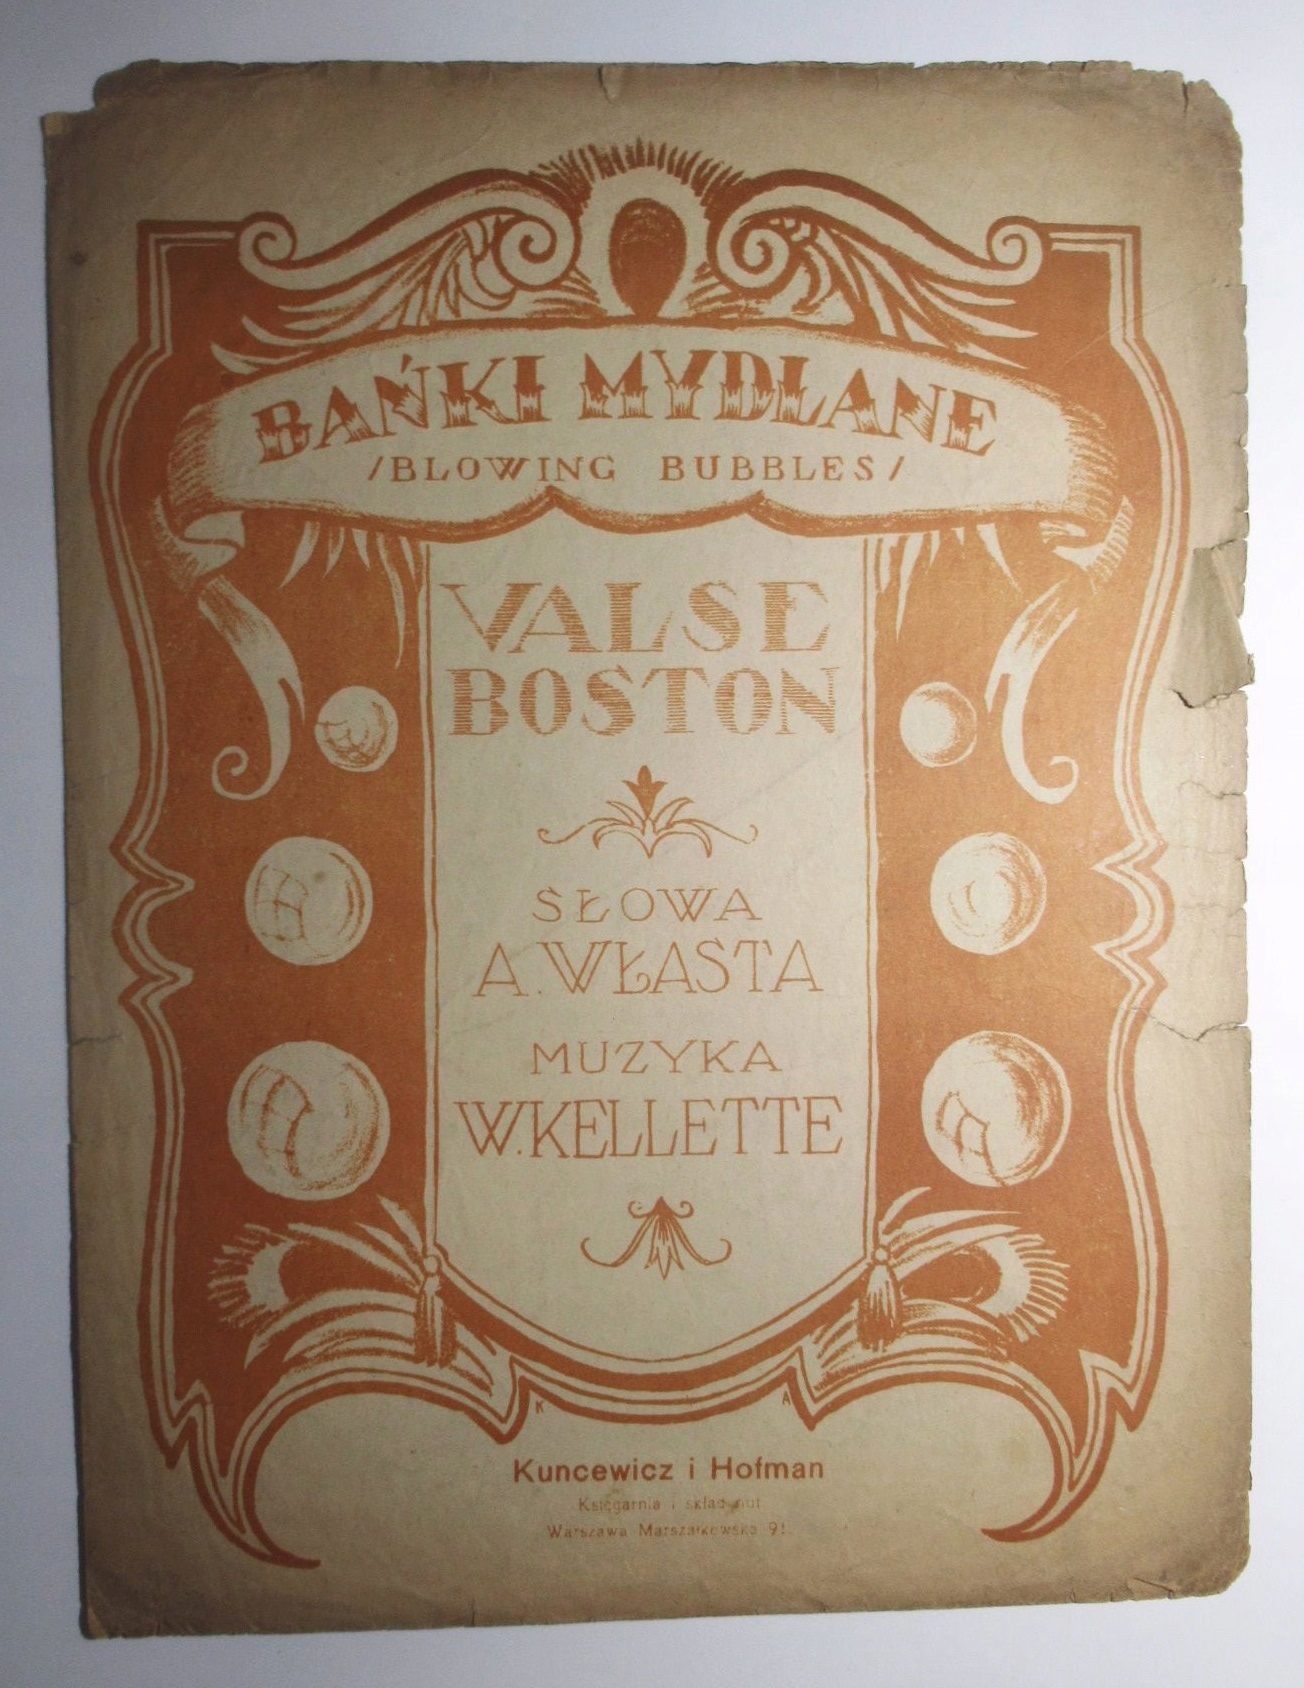 BAŃKI MYDLANE
/BLOWING BUBBLES/
VALSE
BOSTON
SŁOWA
A. WŁASTA
MUZYKA
W. KELLETTE
K A
Kuncewicz i Hofman
Księgarnia i skład nut
Warszawa Marszałkowska 91